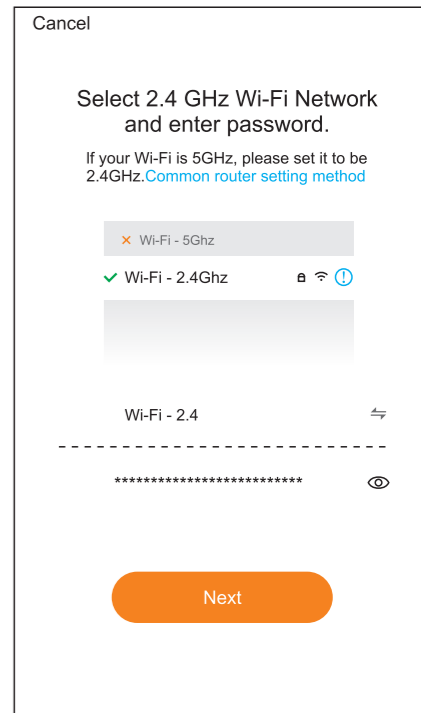 Cancel
Select 2.4 GHz Wi-Fi Network
and enter password.
If your Wi-Fi is 5GHz, please set it to be
2.4GHz.Common router setting method
Wi-Fi - 5Ghz
Wi-Fi - 2.4Ghz
Wi-Fi - 2.4
**************************
Next